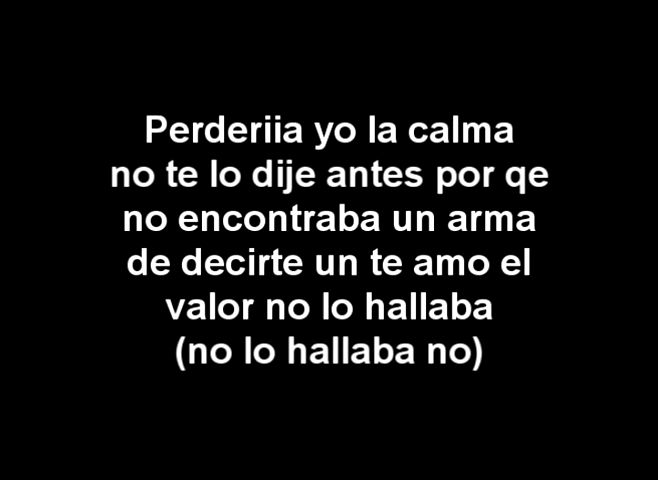 Perderiia yo la calma
no te lo dije antes por qe
no encontraba un arma
de decirte un te amo el
valor no lo hallaba
(no lo hallaba no)